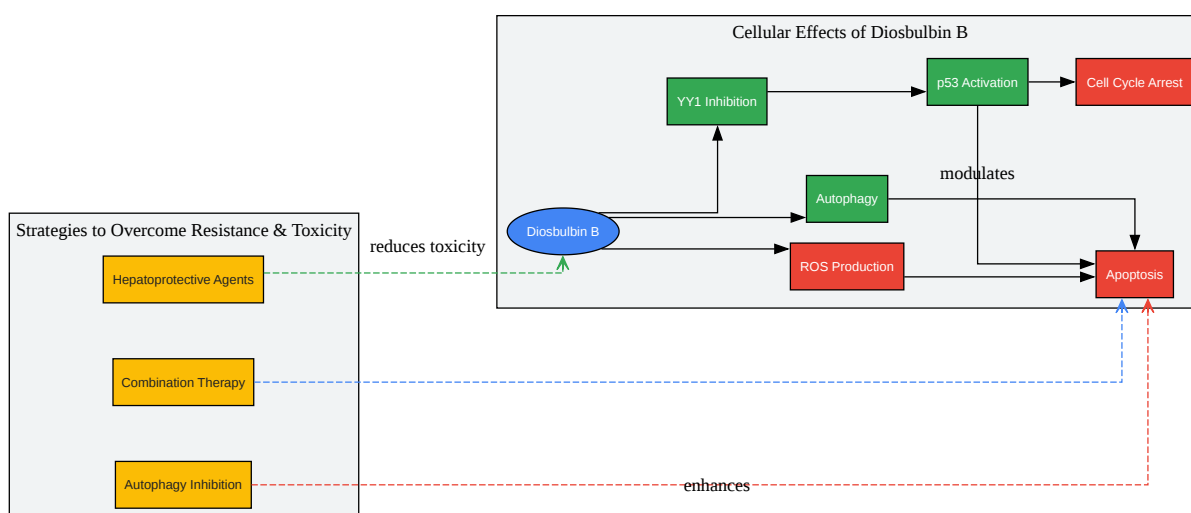 Cellular Effects of Diosbulbin B
p53 Activation
Cell Cycle Arrest
YY1 Inhibition
modulates
Autophagy
Diosbulbin B
ROS Production
Apoptosis
Strategies to Overcome Resistance & Toxicity
reduces toxicity
Hepatoprotective Agents
Combination Therapy
Autophagy Inhibition
enhances